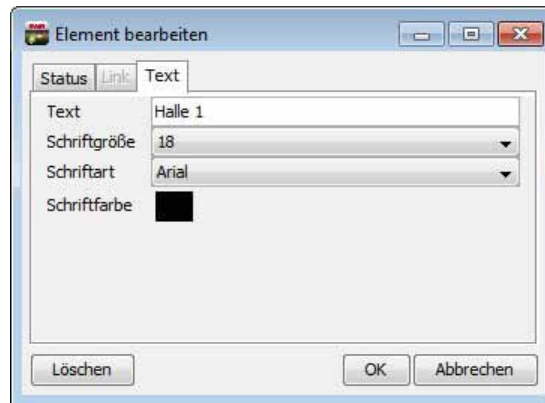 Element bearbeiten
Status Link Text
Text Halle 1
Schriftgröße 18
Schriftart Arial
Schriftfarbe
Löschen OK Abbrechen